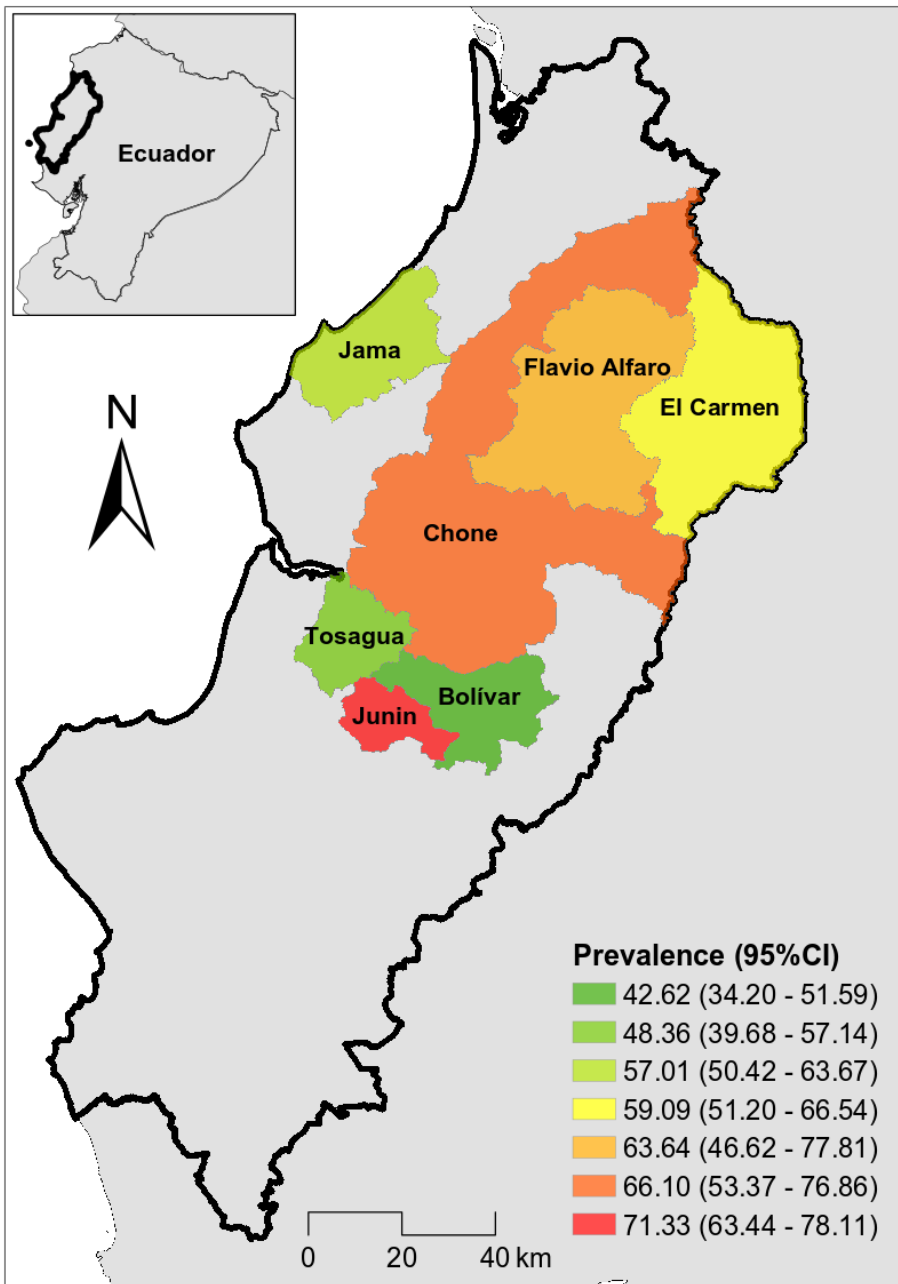 Ecuador
Jama
Flavio Alfaro
El Carmen
N
Chone
Tosagua
Bolívar
Junin
Prevalence (95%CI)
42.62 (34.20 - 51.59)
48.36 (39.68 - 57.14)
57.01 (50.42 - 63.67)
59.09 (51.20 - 66.54)
63.64 (46.62 - 77.81)
66.10 (53.37 - 76.86)
71.33 (63.44 - 78.11)
0 20 40 km